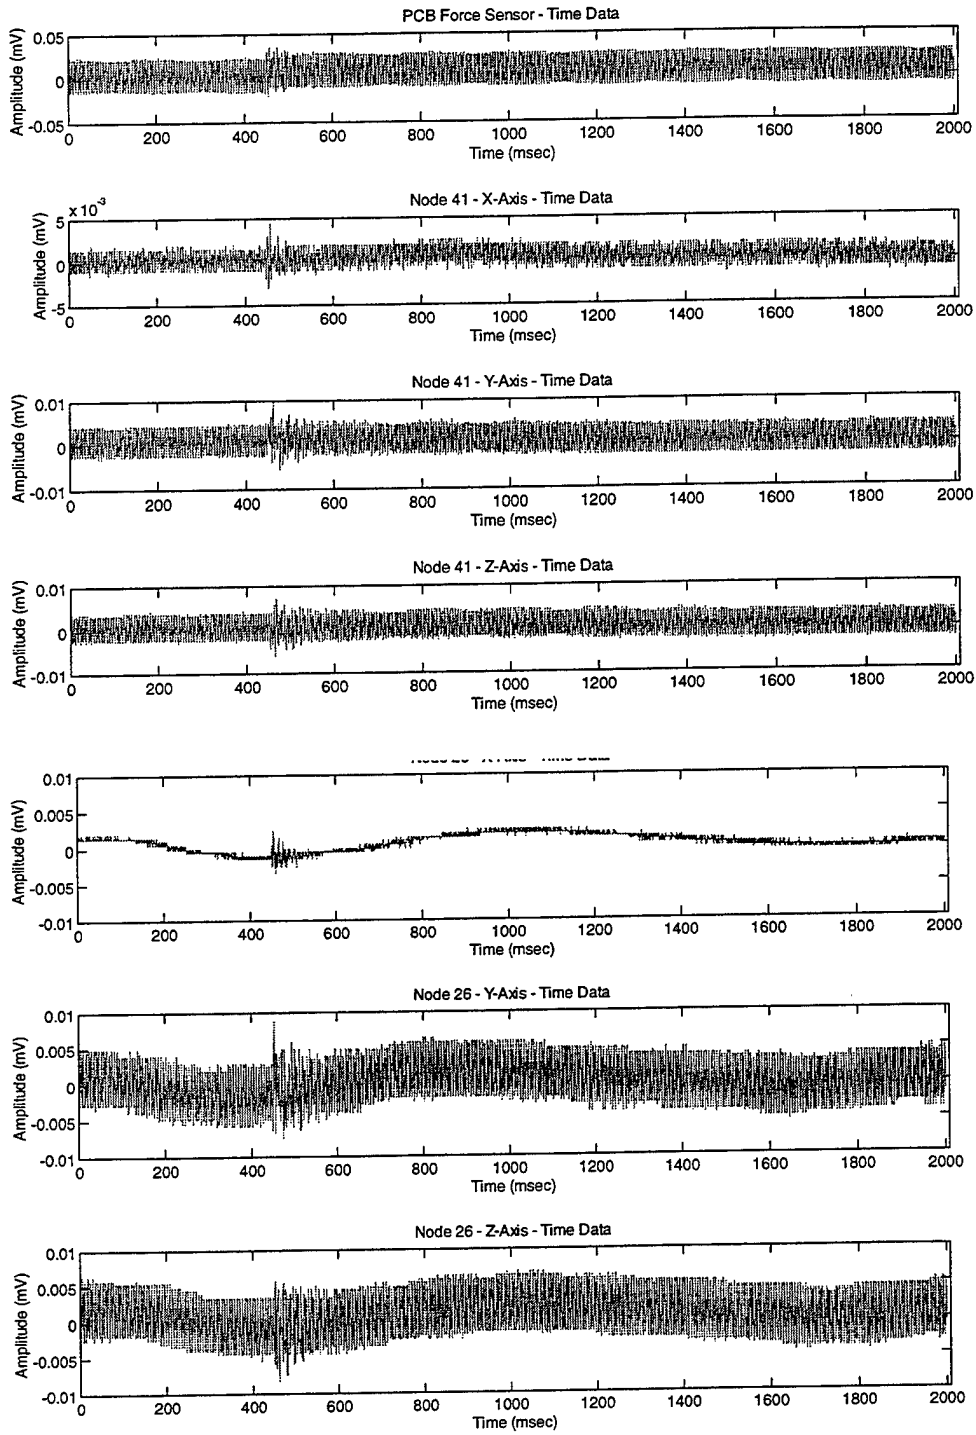 PCB Force Sensor - Time Data
Amplitude (mV)
0.05
0
-0.05
0 200 400 600 800 1000 1200 1400 1600 1800 2000
Time (msec)
Node 41 - X-Axis - Time Data
x 10^-3
Amplitude (mV)
5
0
-5
0 200 400 600 800 1000 1200 1400 1600 1800 2000
Time (msec)
Node 41 - Y-Axis - Time Data
Amplitude (mV)
0.01
0
-0.01
0 200 400 600 800 1000 1200 1400 1600 1800 2000
Time (msec)
Node 41 - Z-Axis - Time Data
Amplitude (mV)
0.01
0
-0.01
0 200 400 600 800 1000 1200 1400 1600 1800 2000
Time (msec)
Amplitude (mV)
0.01
0.005
0
-0.005
-0.01
0 200 400 600 800 1000 1200 1400 1600 1800 2000
Time (msec)
Node 26 - Y-Axis - Time Data
Amplitude (mV)
0.01
0.005
0
-0.005
-0.01
0 200 400 600 800 1000 1200 1400 1600 1800 2000
Time (msec)
Node 26 - Z-Axis - Time Data
Amplitude (mV)
0.01
0.005
0
-0.005
-0.01
0 200 400 600 800 1000 1200 1400 1600 1800 2000
Time (msec)